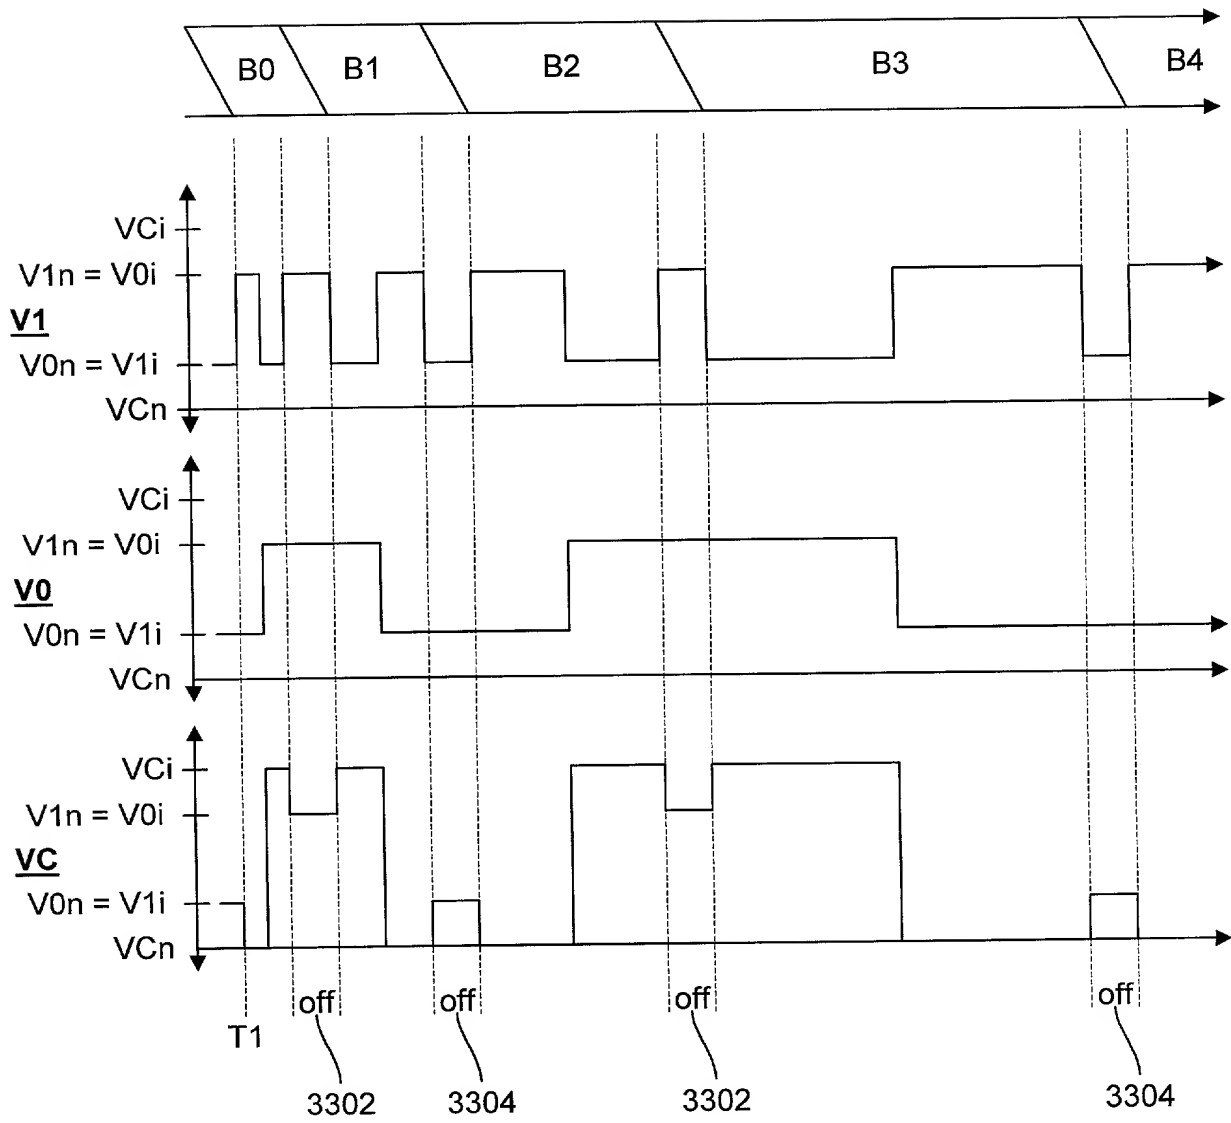 B0 B1 B2 B3 B4
VCi
V1n = V0i
V1
V0n = V1i
VCn
VCi
V1n = V0i
V0
V0n = V1i
VCn
VCi
V1n = V0i
VC
V0n = V1i
VCn
off off off off
T1
3302 3304 3302 3304